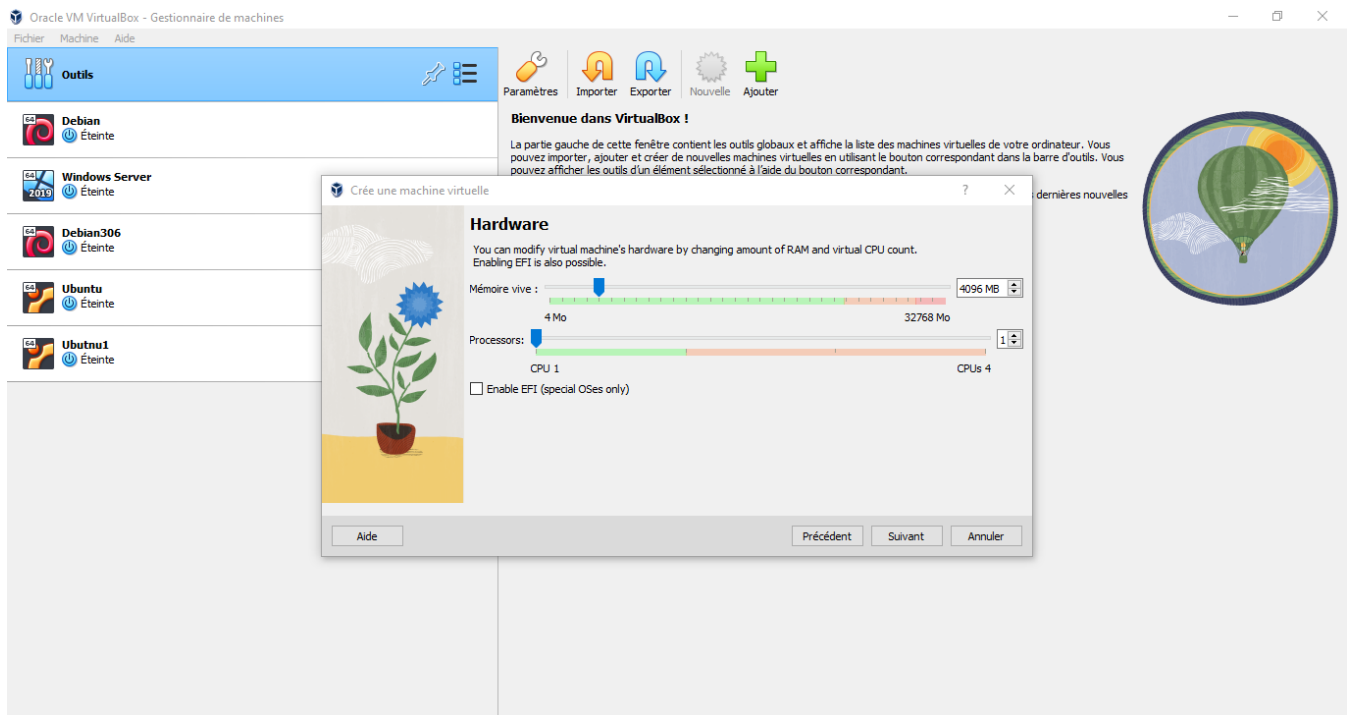 Oracle VM VirtualBox - Gestionnaire de machines
Fichier Machine Aide
Outils
Paramètres Importer Exporter Nouvelle Ajouter
64 Debian
Éteinte
64 2019 Windows Server
Éteinte
64 Debian306
Éteinte
64 Ubuntu
Éteinte
64 Ubutnu1
Éteinte
Bienvenue dans VirtualBox !
La partie gauche de cette fenêtre contient les outils globaux et affiche la liste des machines virtuelles de votre ordinateur. Vous
pouvez importer, ajouter et créer de nouvelles machines virtuelles en utilisant le bouton correspondant dans la barre d'outils. Vous
pouvez afficher les outils d'un élément sélectionné à l'aide du bouton correspondant.
dernières nouvelles
Crée une machine virtuelle ?
Hardware
You can modify virtual machine's hardware by changing amount of RAM and virtual CPU count.
Enabling EFI is also possible.
Mémoire vive : 4096 MB
4 Mo 32768 Mo
Processors: 1
CPU 1 CPUs 4
Enable EFI (special OSes only)
Aide Précédent Suivant Annuler